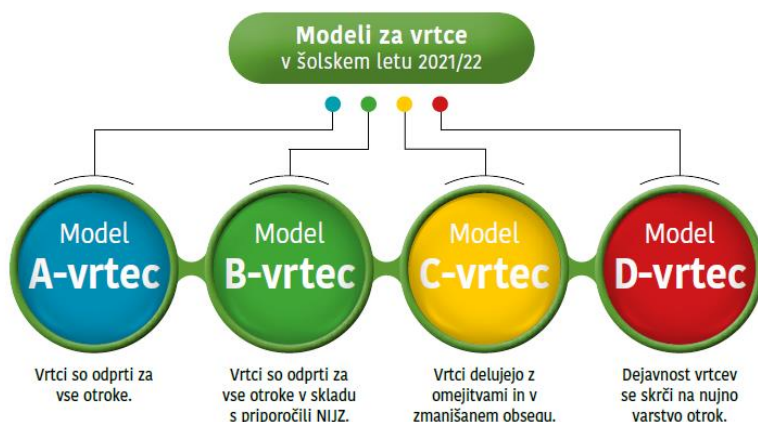 Modeli za vrtce
v šolskem letu 2021/22
Model
A-vrtec
Vrtci so odprti za
vse otroke.
Model
B-vrtec
Vrtci so odprti za
vse otroke v skladu
s priporočili NIJZ.
Model
C-vrtec
Vrtci delujejo z
omejitvami in v
zmanjšanem obsegu.
Model
D-vrtec
Dejavnost vrtcev
se skrči na nujno
varstvo otrok.